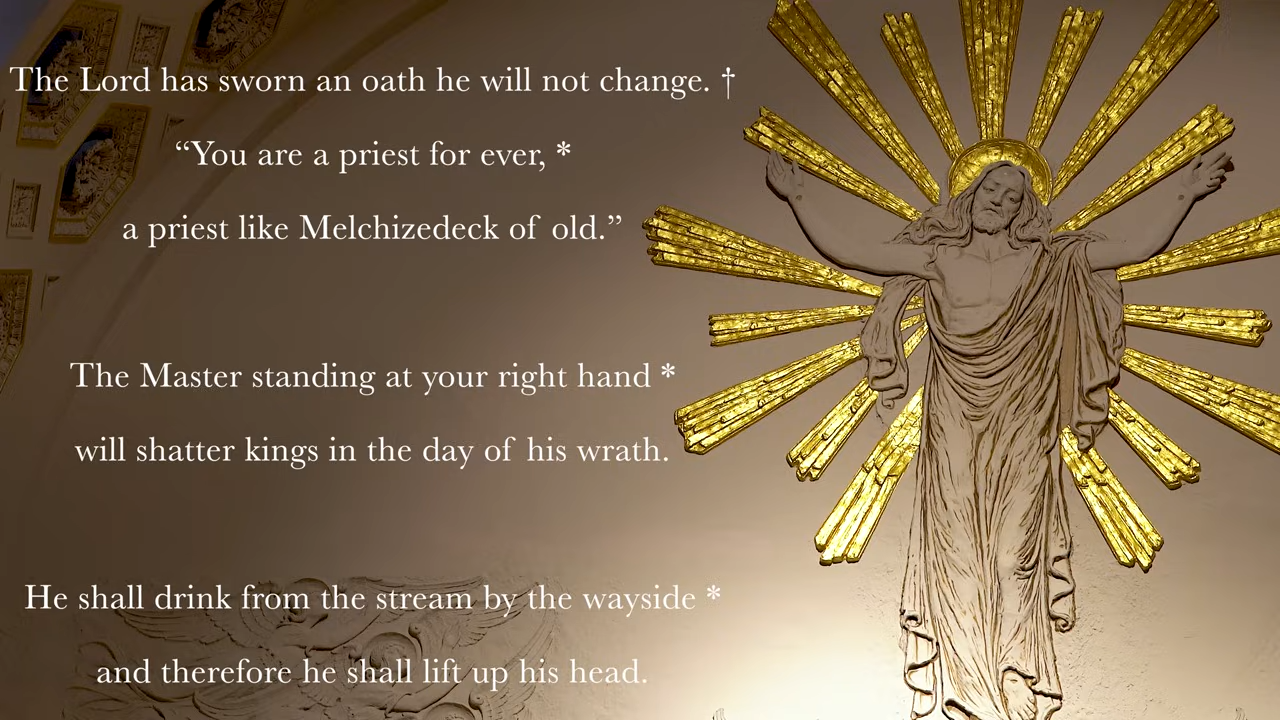 The Lord has sworn an oath he will not change. †
“You are a priest for ever, *
a priest like Melchizedeck of old.”
The Master standing at your right hand *
will shatter kings in the day of his wrath.
He shall drink from the stream by the wayside *
and therefore he shall lift up his head.